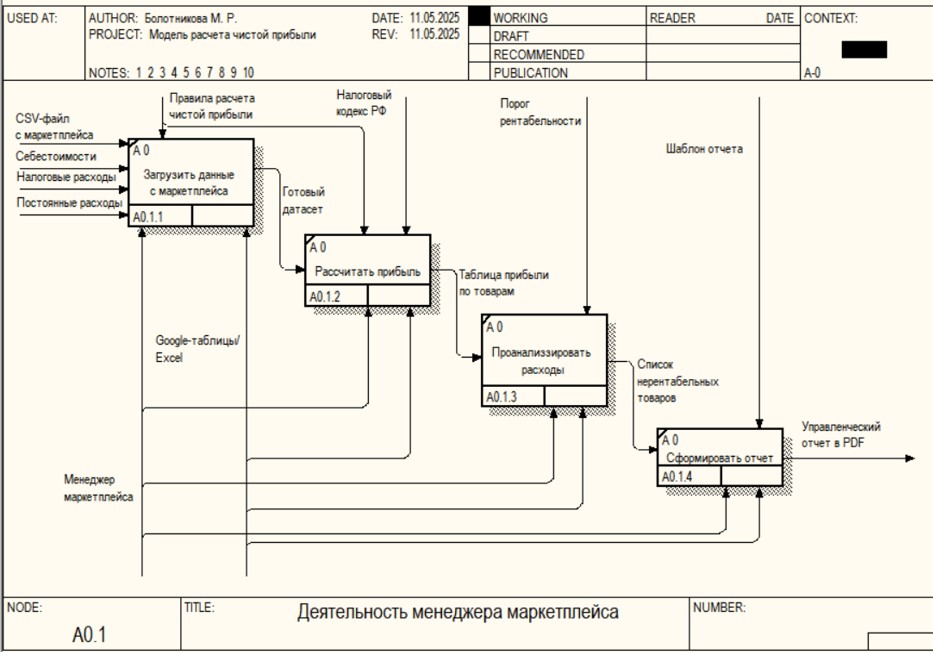 USED AT:
AUTHOR: Болотникова М. Р.
DATE: 11.05.2025
PROJECT: Модель расчета чистой прибыли
REV: 11.05.2025
NOTES: 1 2 3 4 5 6 7 8 9 10
WORKING
DRAFT
RECOMMENDED
PUBLICATION
READER
DATE
CONTEXT:
A-0
CSV-файл
с маркетплейса
Себестоимости
Налоговые расходы
Постоянные расходы
Правила расчета
чистой прибыли
Налоговый
кодекс РФ
Порог
рентабельности
Шаблон отчета
A 0
Загрузить данные
с маркетплейса
A0.1.1
Готовый
датасет
A 0
Рассчитать прибыль
A0.1.2
Таблица прибыли
по товарам
A 0
Проанализзировать
расходы
A0.1.3
Список
нерентабельных
товаров
A 0
Сформировать отчет
A0.1.4
Управленческий
отчет в PDF
Google-таблицы/
Excel
Менеджер
маркетплейса
NODE:
A0.1
TITLE:
Деятельность менеджера маркетплейса
NUMBER: